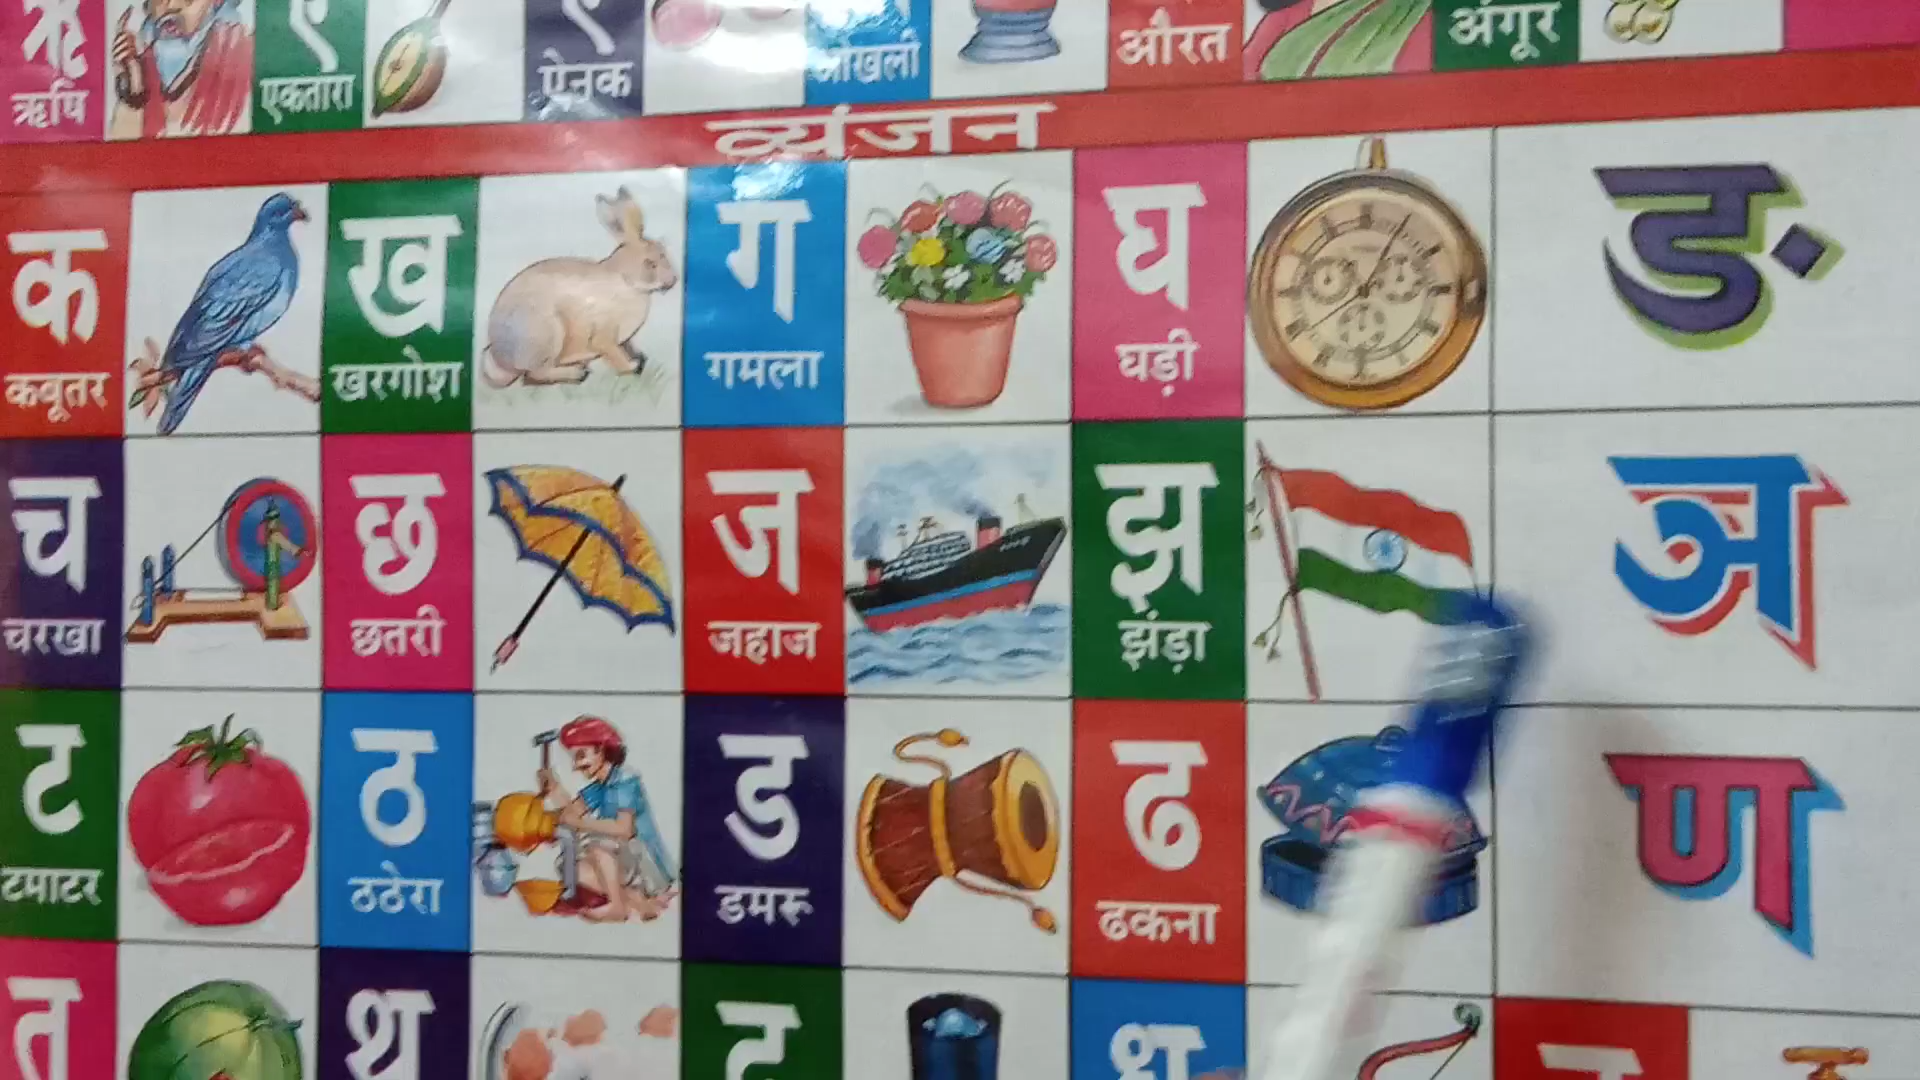 ऋ ए ऐ
ऋषि एकतारा ऐनक ओखली औरत अंगूर
व्यंजन
क ख ग घ ङ
कबूतर खरगोश गमला घड़ी
च छ ज झ ञ
चरखा छतरी जहाज झंड़ा
ट ठ ड ढ ण
टमाटर ठठेरा डमरू ढकना
त थ द ध न